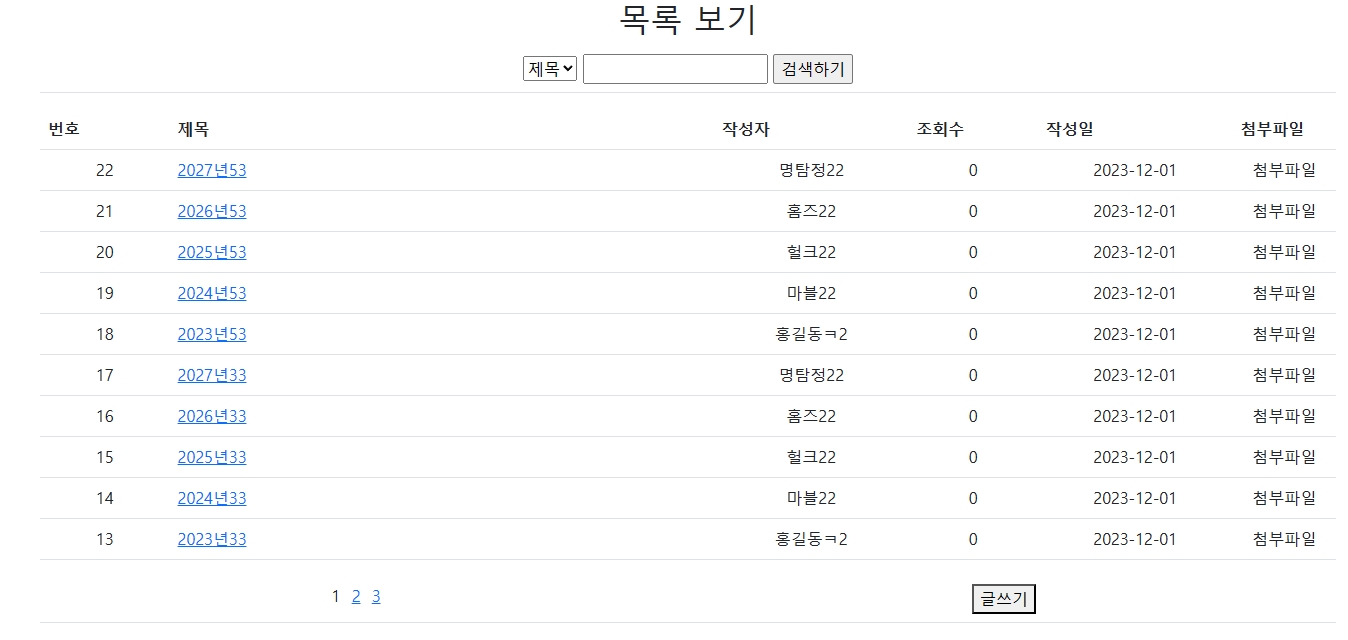 목록 보기
제목 검색하기
번호 제목 작성자 조회수 작성일 첨부파일
22 2027년53 명탐정22 0 2023-12-01 첨부파일
21 2026년53 홈즈22 0 2023-12-01 첨부파일
20 2025년53 헐크22 0 2023-12-01 첨부파일
19 2024년53 마블22 0 2023-12-01 첨부파일
18 2023년53 홍길동ㅋ2 0 2023-12-01 첨부파일
17 2027년33 명탐정22 0 2023-12-01 첨부파일
16 2026년33 홈즈22 0 2023-12-01 첨부파일
15 2025년33 헐크22 0 2023-12-01 첨부파일
14 2024년33 마블22 0 2023-12-01 첨부파일
13 2023년33 홍길동ㅋ2 0 2023-12-01 첨부파일
1 2 3 글쓰기